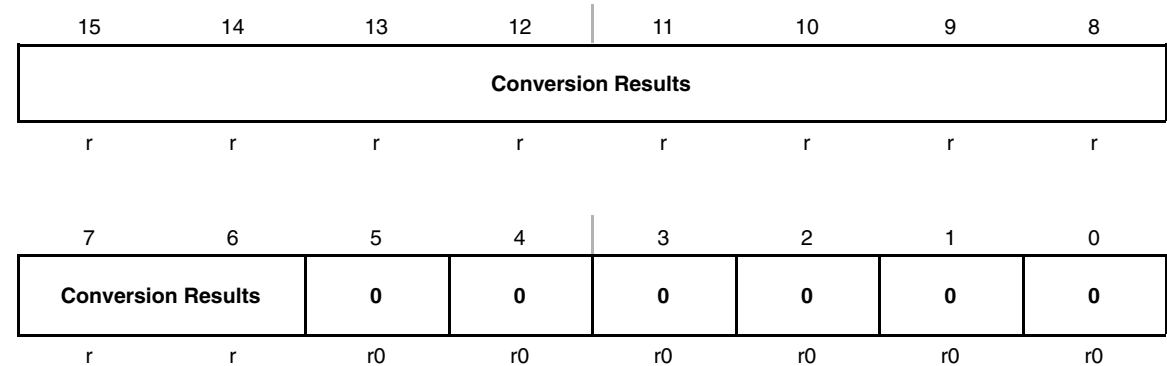 15 14 13 12 11 10 9 8
Conversion Results
r r r r r r r r
7 6 5 4 3 2 1 0
Conversion Results 0 0 0 0 0 0
r r r0 r0 r0 r0 r0 r0